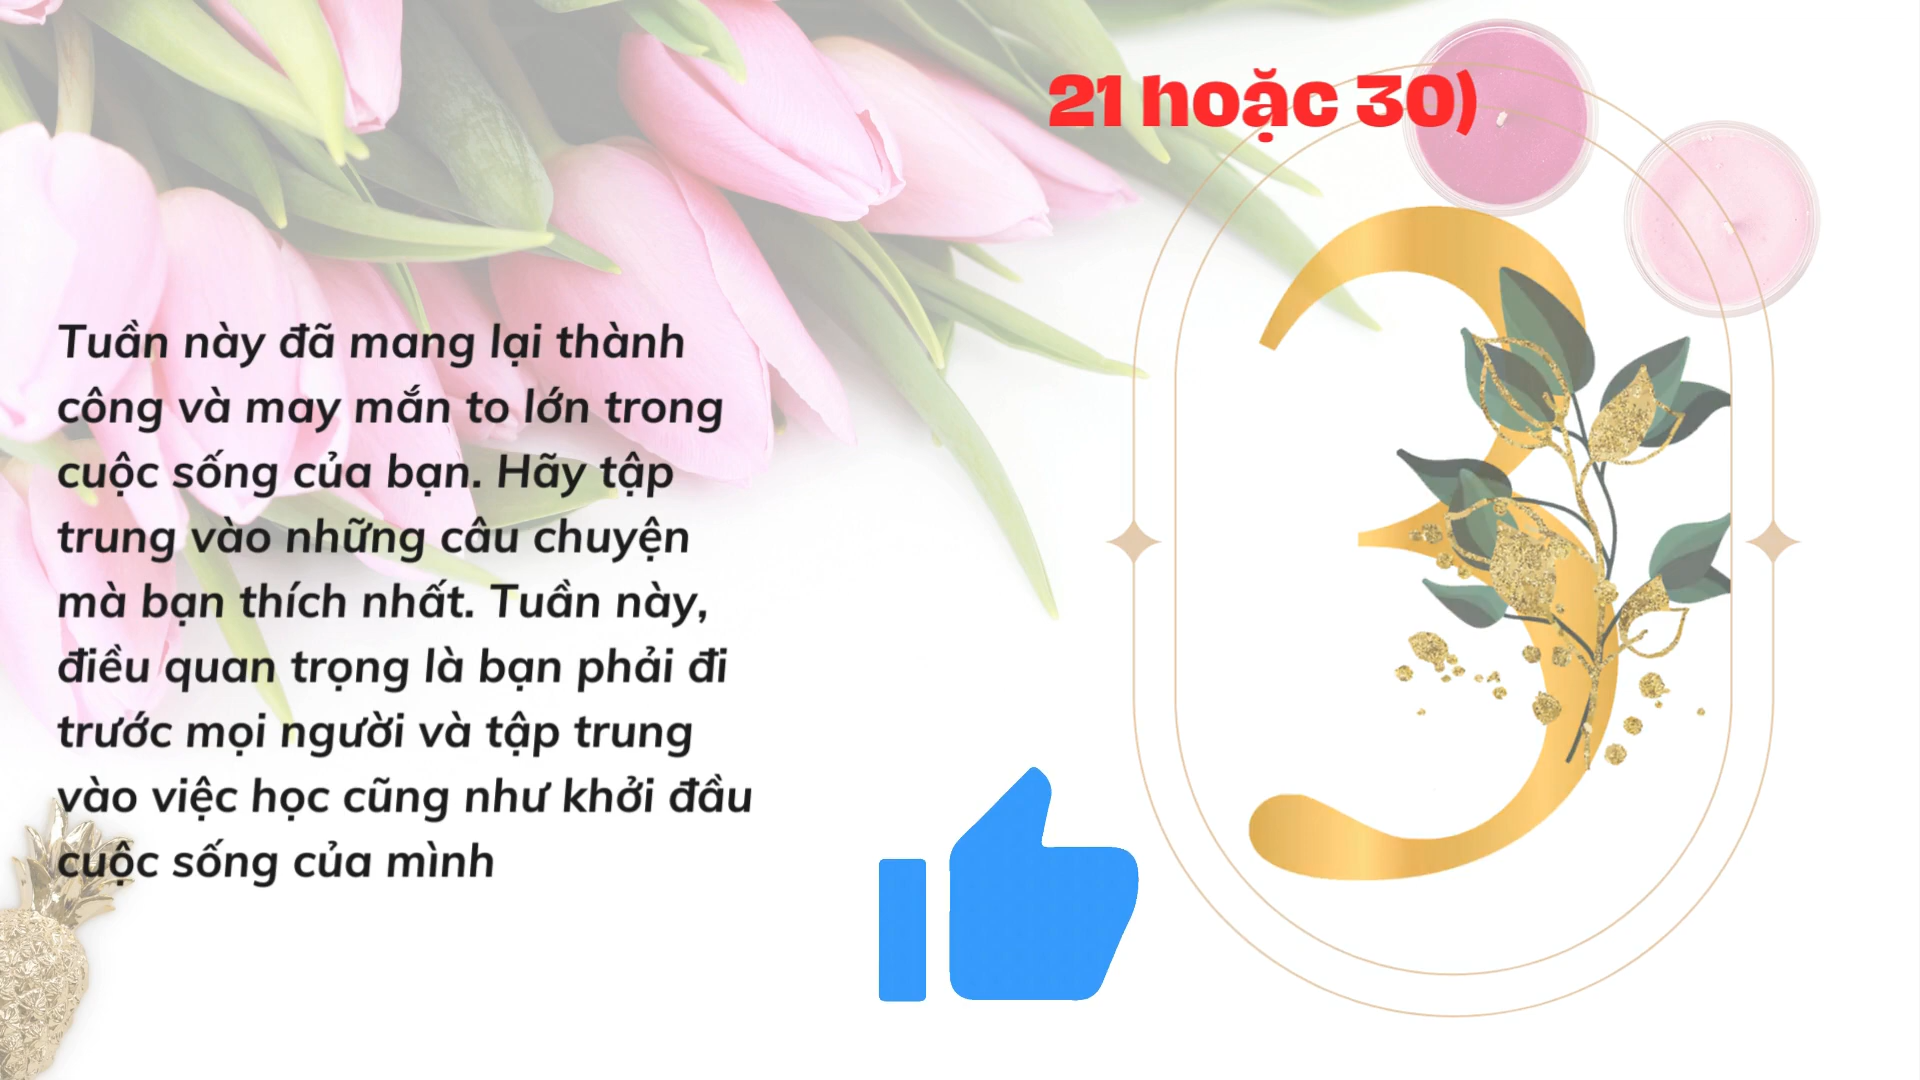 21 hoặc 30)
3
Tuần này đã mang lại thành
công và may mắn to lớn trong
cuộc sống của bạn. Hãy tập
trung vào những câu chuyện
mà bạn thích nhất. Tuần này,
điều quan trọng là bạn phải đi
trước mọi người và tập trung
vào việc học cũng như khởi đầu
cuộc sống của mình